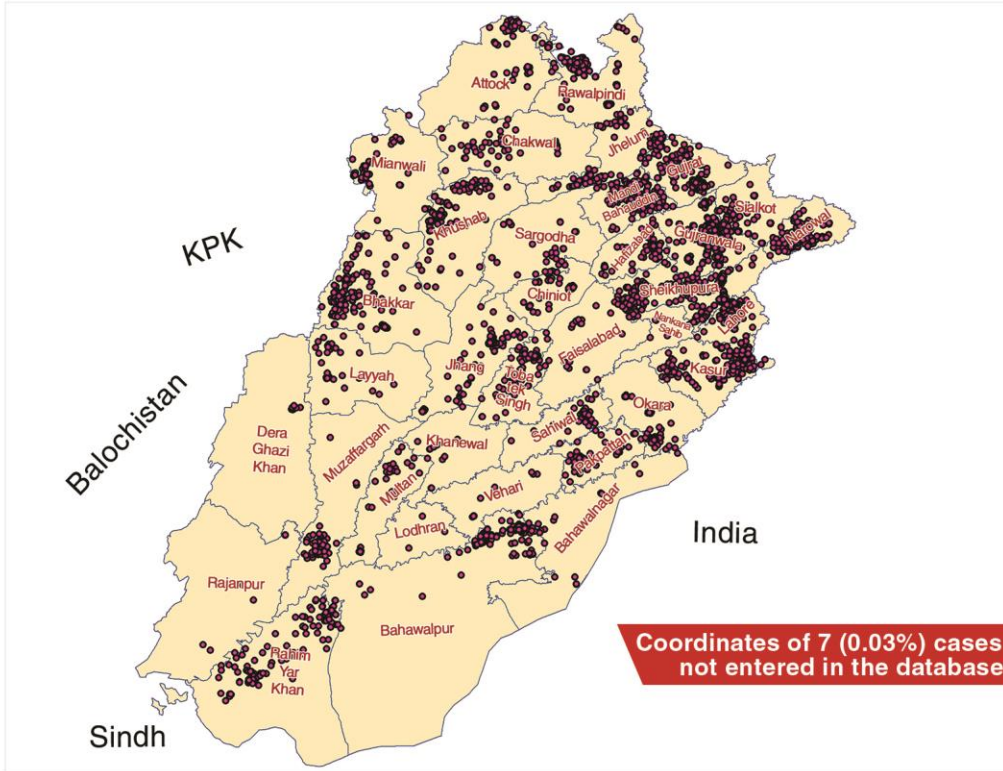 Attock
Rawalpindi
Chakwal
Jhelum
Mianwali
Gujrat
Mandi
Bahauddin
Sialkot
Khushab
Narowal
KPK
Sargodha
Hafizabad
Gujranwala
Chiniot
Sheikhupura
Bhakkar
Lahore
Nankana
Sahib
Faisalabad
Jhang
Kasur
Layyah
Toba
tek
Singh
Okara
Balochistan
Sahiwal
Dera
Ghazi
Khan
Muzaffargarh
Khanewal
Pakpattan
Multan
Vehari
Bahawalnagar
Lodhran
India
Rajanpur
Bahawalpur
Coordinates of 7 (0.03%) cases
not entered in the database
Rahim
Yar
Khan
Sindh